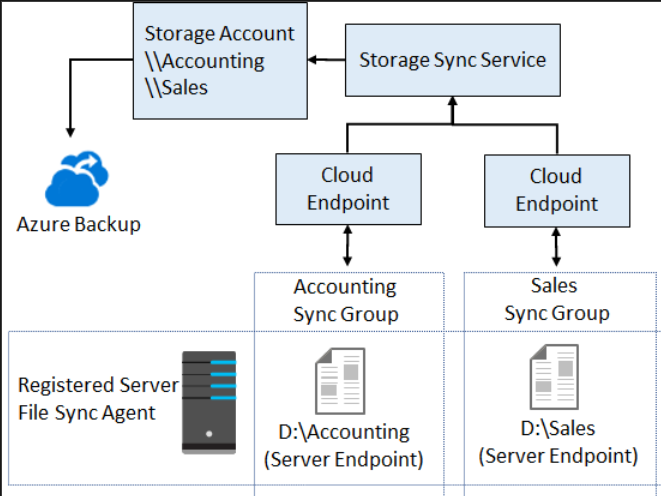 Storage Account
\\Accounting
\\Sales
Storage Sync Service
Azure Backup
Cloud
Endpoint
Cloud
Endpoint
Accounting
Sync Group
Sales
Sync Group
Registered Server
File Sync Agent
D:\Accounting
(Server Endpoint)
D:\Sales
(Server Endpoint)